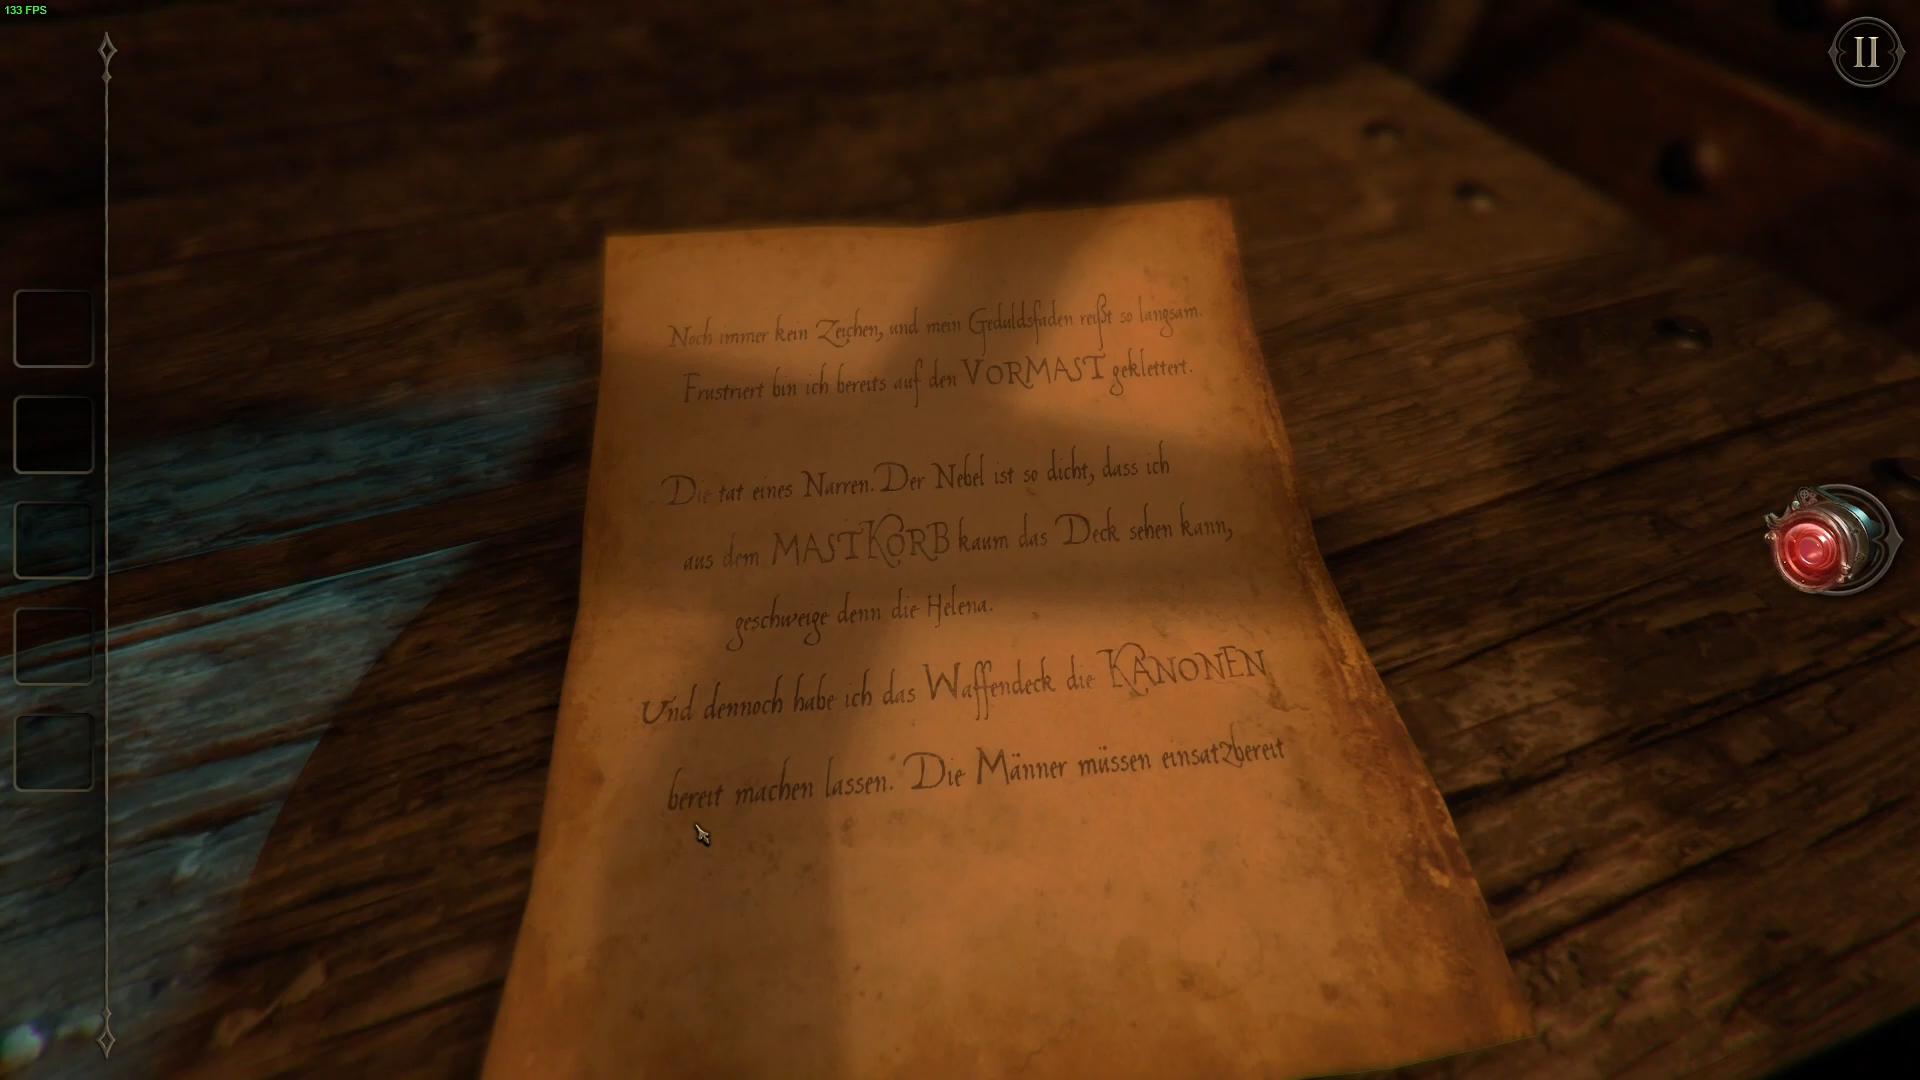 133 FPS
II
Noch immer kein Zeichen, und mein Geduldsfaden reißt so langsam.
Frustriert bin ich bereits auf den VORMAST geklettert.
Die tat eines Narren. Der Nebel ist so dicht, dass ich
aus dem MASTKORB kaum das Deck sehen kann,
geschweige denn die Helena.
Und dennoch habe ich das Waffendeck die KANONEN
bereit machen lassen. Die Männer müssen einsatzbereit